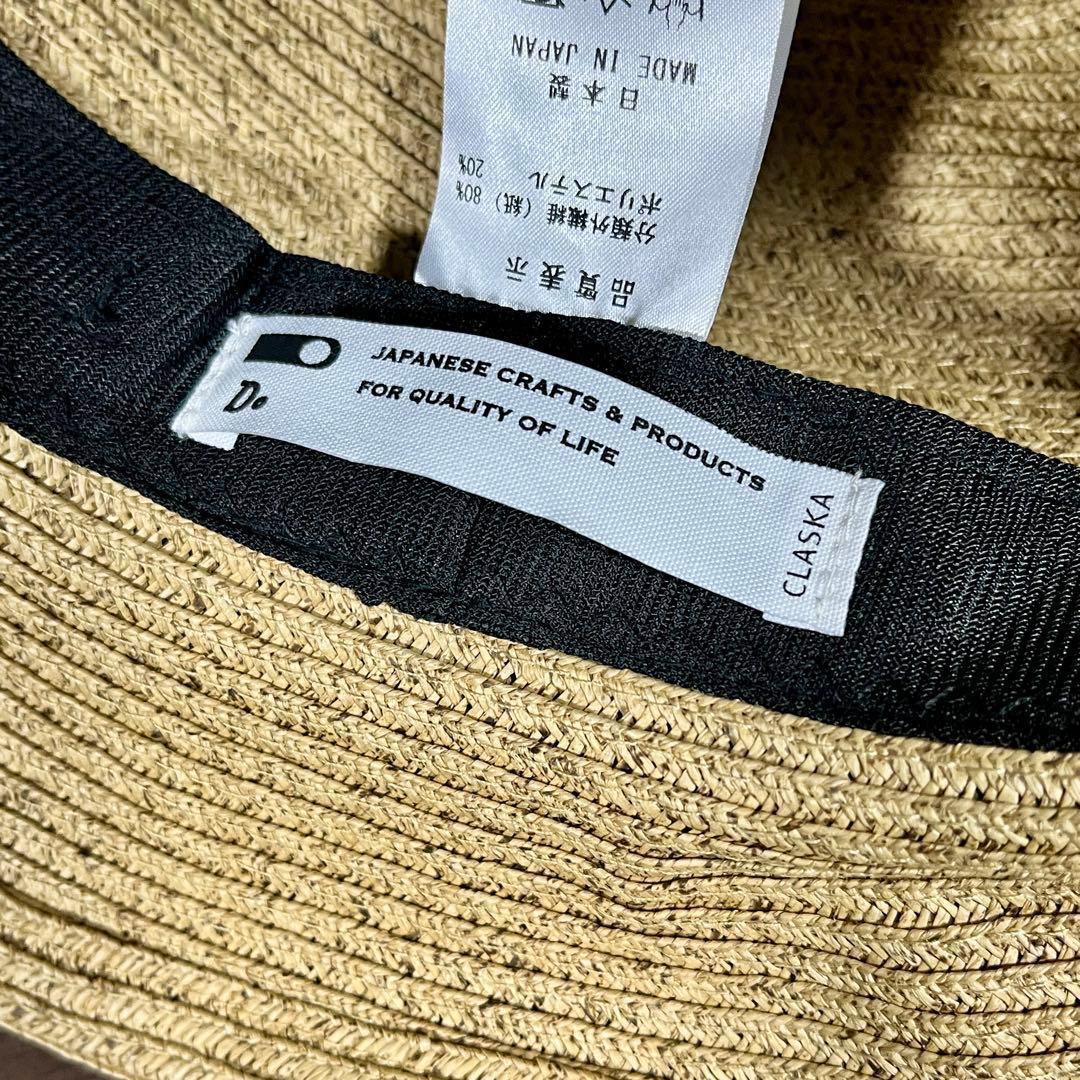 品質表示
分類外繊維（紙） 80%
ポリエステル 20%
日本製
MADE IN JAPAN
D.
JAPANESE CRAFTS & PRODUCTS
FOR QUALITY OF LIFE
CLASKA